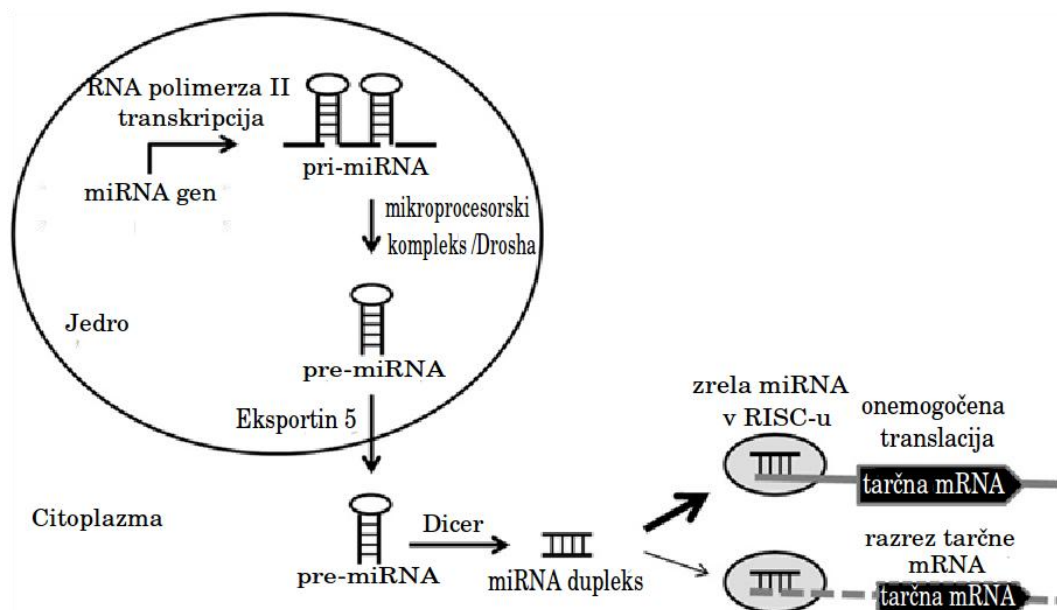 RNA polimerza II
transkripcija
miRNA gen
pri-miRNA
mikroprocesorski
kompleks /Drosha
Jedro
pre-miRNA
Eksportin 5
Citoplazma
pre-miRNA
Dicer
miRNA dupleks
zrela miRNA
v RISC-u
onemogočena
translacija
tarčna mRNA
razrez tarčne
mRNA
tarčna mRNA